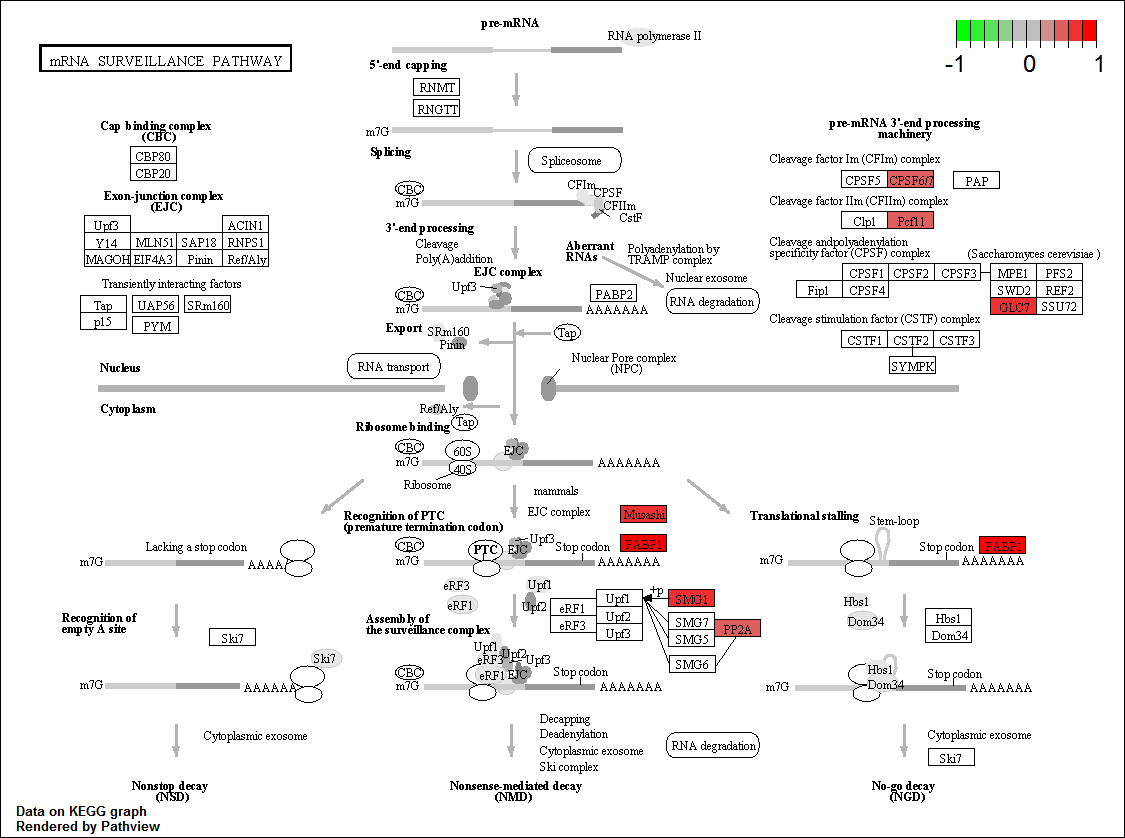 pre-mRNA
RNA polymerase II
mRNA SURVEILLANCE PATHWAY
-1 0 1
5'-end capping
RNMT
RNGTT
m7G
Cap binding complex
(CBC)
CBP80
CBP20
Exon-junction complex
(EJC)
Upf3 ACIN1
Y14 MLN51 SAP18 RNPS1
MAGOH EIF4A3 Pinin Ref/Aly
Transiently interacting factors
Tap UAP56 SRm160
p15 PYM
Splicing
Spliceosome
CBC
m7G
CFIm
CPSF
CFIIm
CstF
3'-end processing
Cleavage
Poly(A)addition
EJC complex
Upf3
CBC
m7G
PABP2
AAAAAAA
Aberrant
RNAs
Polyadenylation by
TRAMP complex
Nuclear exosome
RNA degradation
pre-mRNA 3'-end processing
machinery
Cleavage factor Im (CFIm) complex
CPSF5 CPSF6/7 PAP
Cleavage factor IIm (CFIIm) complex
Clp1 Pcf11
Cleavage andpolyadenylation
specificity factor (CPSF) complex
(Saccharomyces cerevisiae )
CPSF1 CPSF2 CPSF3 MPE1 PFS2
Fip1 CPSF4 SWD2 REF2
GLC7 SSU72
Cleavage stimulation factor (CSTF) complex
CSTF1 CSTF2 CSTF3
SYMPK
Export
SRm160
Pinin
Tap
RNA transport
Nuclear Pore complex
(NPC)
Nucleus
Cytoplasm
Ref/Aly
Tap
Ribosome binding
CBC
m7G
60S
40S
EJC
AAAAAAA
Ribosome
mammals
EJC complex
Musashi
Recognition of PTC
(premature termination codon)
CBC
m7G
PTC
EJC
Upf3
Stop codon
PABP1
AAAAAAA
Translational stalling
Stem-loop
Stop codon
PABP1
m7G
AAAAAAA
Lacking a stop codon
m7G
AAAA
eRF3
eRF1
Upf1
Upf2
eRF1
eRF3
Upf1
Upf2
Upf3
+p
SMG1
SMG7
SMG5
PP2A
SMG6
Hbs1
Dom34
Hbs1
Dom34
Recognition of
empty A site
Ski7
Ski7
m7G
AAAAAA
Assembly of
the surveillance complex
Upf1
Upf2
eRF3
Upf3
CBC
m7G
eRF1
EJC
Stop codon
AAAAAAA
Hbs1
Dom34
Stop codon
m7G
AAAAAAA
Cytoplasmic exosome
Decapping
Deadenylation
Cytoplasmic exosome
Ski complex
RNA degradation
Cytoplasmic exosome
Ski7
Nonstop decay
(NSD)
Nonsense-mediated decay
(NMD)
No-go decay
(NGD)
Data on KEGG graph
Rendered by Pathview